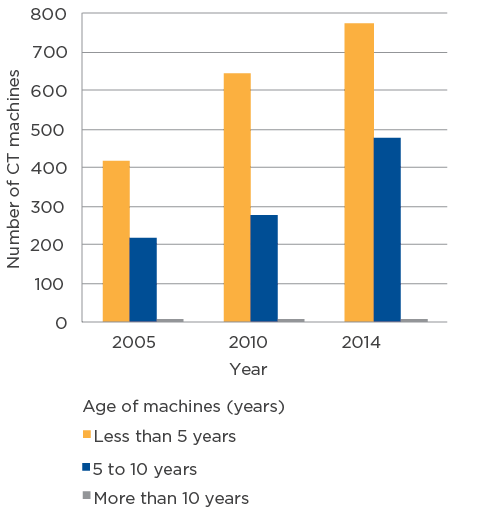 800
700
600
500
400
300
200
100
0
Number of CT machines
2005 2010 2014
Year
Age of machines (years)
Less than 5 years
5 to 10 years
More than 10 years